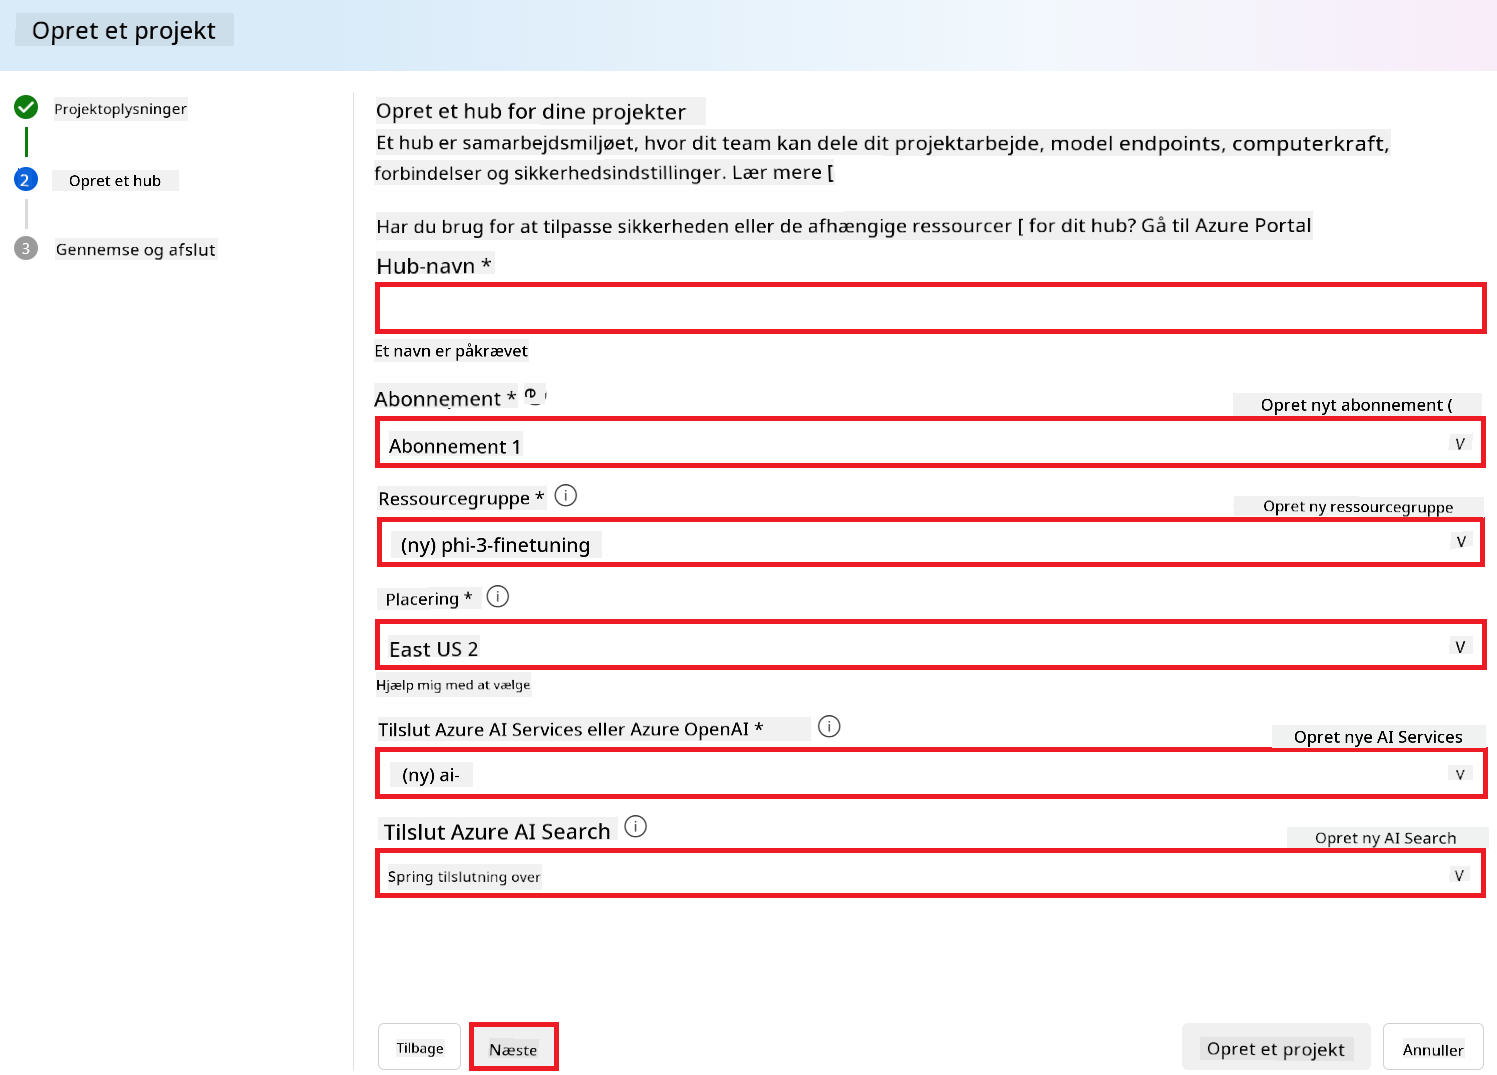 Opret et projekt
Projektoplysninger
2 Opret et hub
3 Gennemse og afslut
Opret et hub for dine projekter
Et hub er samarbejdsmiljøet, hvor dit team kan dele dit projektarbejde, model endpoints, computerkraft,
forbindelser og sikkerhedsindstillinger. Lær mere [
Har du brug for at tilpasse sikkerheden eller de afhængige ressourcer [ for dit hub? Gå til Azure Portal
Hub-navn *
Et navn er påkrævet
Abonnement *
Opret nyt abonnement (
Abonnement 1
V
Ressourcegruppe *
Opret ny ressourcegruppe
(ny) phi-3-finetuning
V
Placering *
East US 2
V
Hjælp mig med at vælge
Tilslut Azure AI Services eller Azure OpenAI *
Opret nye AI Services
(ny) ai-
V
Tilslut Azure AI Search
Opret ny AI Search
Spring tilslutning over
V
Tilbage
Næste
Opret et projekt
Annuller